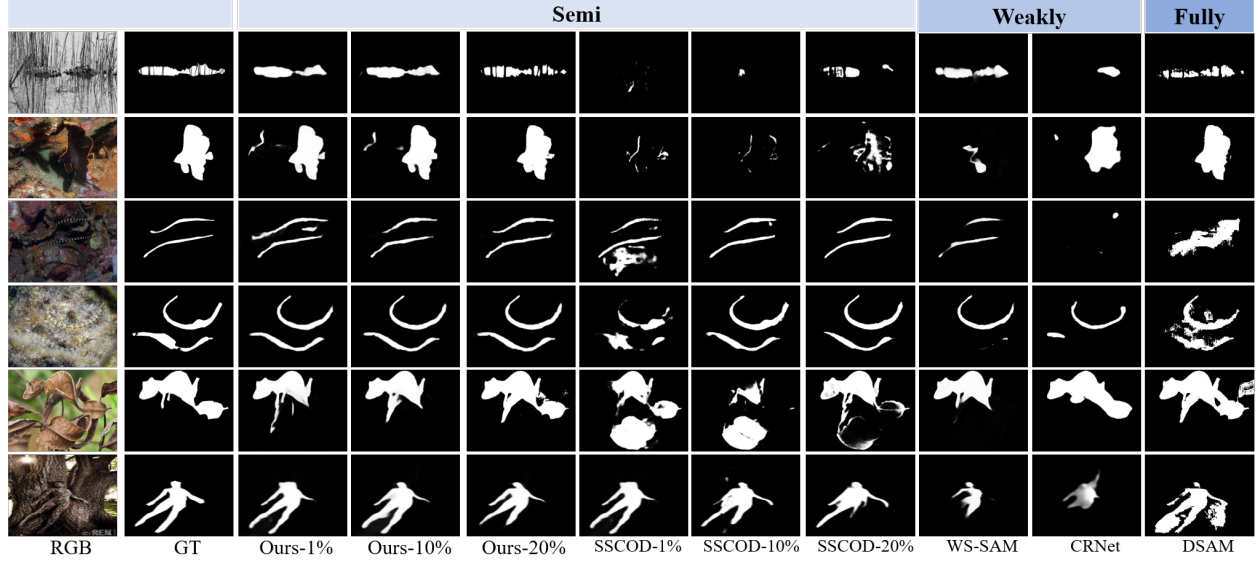 Semi Weakly Fully
REN
RGB GT Ours-1% Ours-10% Ours-20% SSCOD-1% SSCOD-10% SSCOD-20% WS-SAM CRNet DSAM